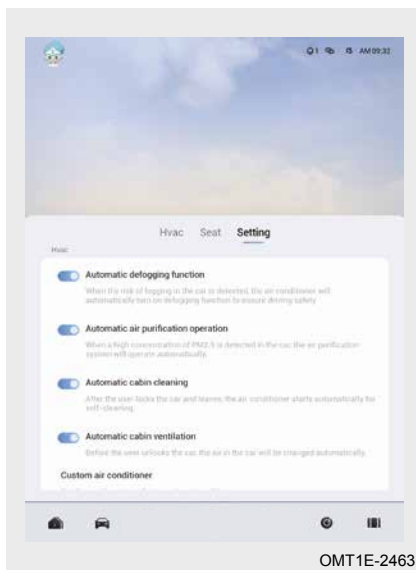 1 AM 09:32
Hvac Seat Setting
Hvac
Automatic defogging function
When the risk of fogging in the car is detected, the air conditioner will
automatically turn on defogging function to ensure driving safety
Automatic air purification operation
When a high concentration of PM2.5 is detected in the car, the air purification
system will operate automatically.
Automatic cabin cleaning
After the user locks the car and leaves, the air conditioner starts automatically for
self-cleaning.
Automatic cabin ventilation
Before the user unlocks the car, the air in the car will be changed automatically.
Custom air conditioner
OMT1E-2463